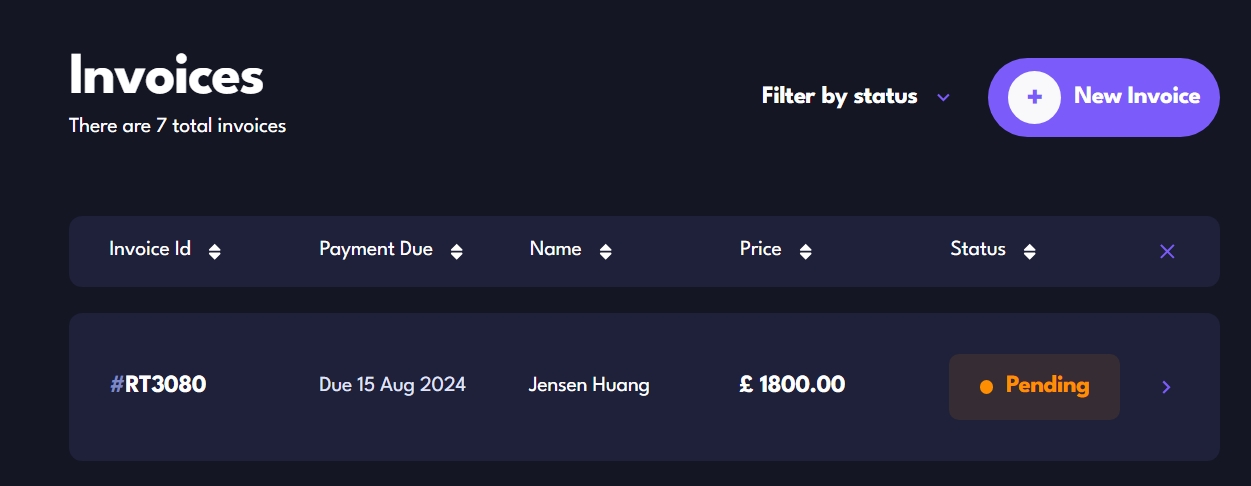 Invoices
There are 7 total invoices
Filter by status
+ New Invoice
Invoice Id Payment Due Name Price Status
#RT3080 Due 15 Aug 2024 Jensen Huang £ 1800.00 Pending